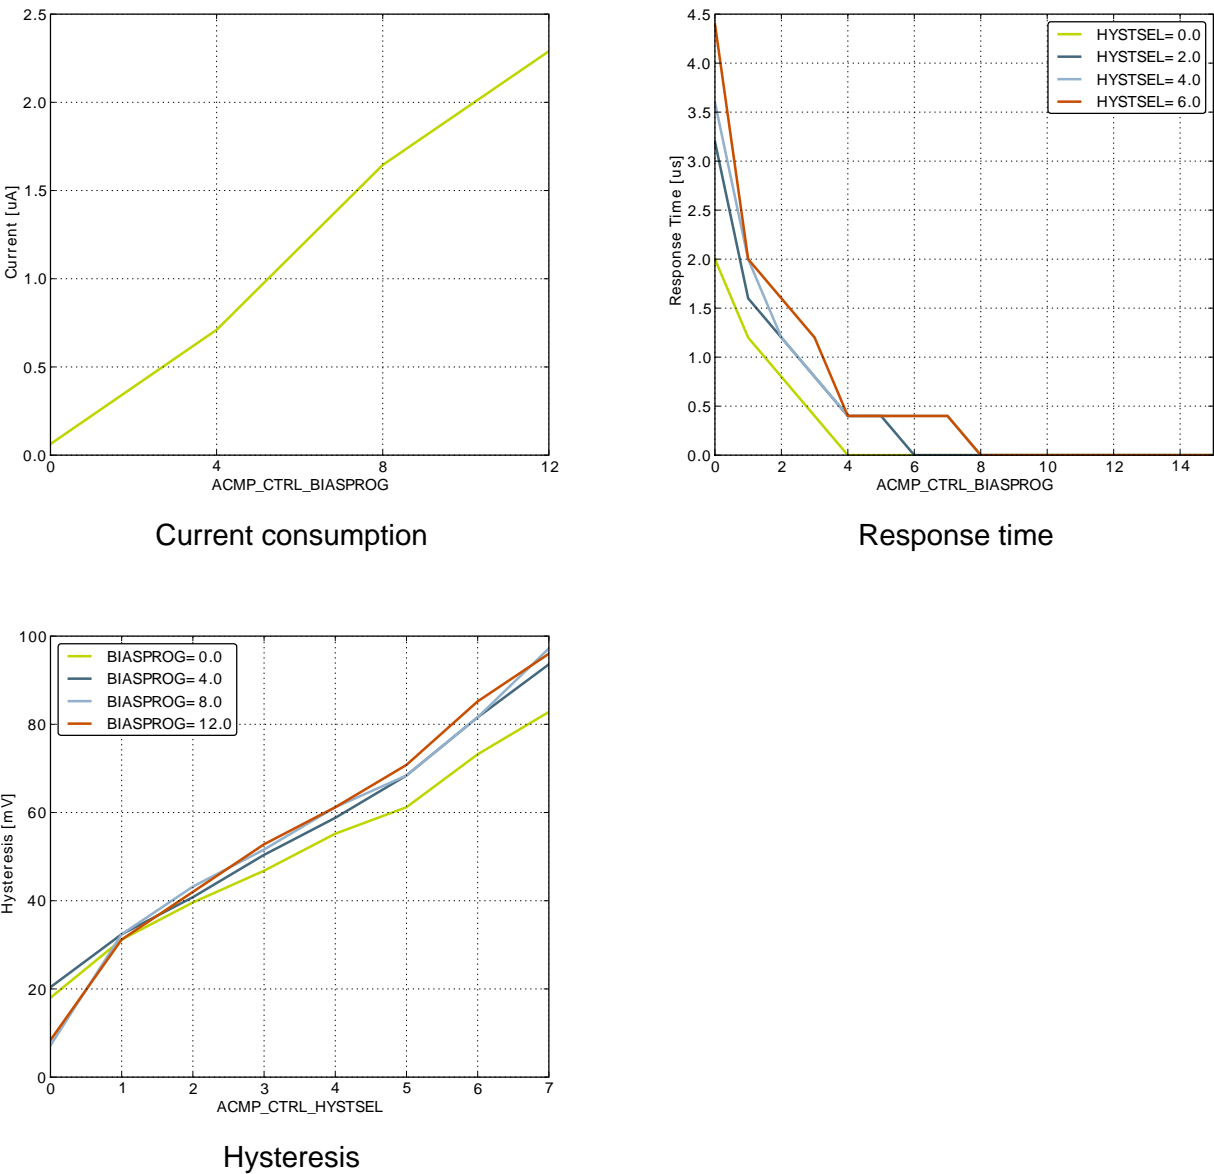 2.5
2.0
1.5
1.0
0.5
0.0
Current [uA]
0 4 8 12
ACMP_CTRL_BIASPROG
Current consumption
4.5
4.0
3.5
3.0
2.5
2.0
1.5
1.0
0.5
0.0
Response Time [us]
HYSTSEL= 0.0
HYSTSEL= 2.0
HYSTSEL= 4.0
HYSTSEL= 6.0
0 2 4 6 8 10 12 14
ACMP_CTRL_BIASPROG
Response time
100
80
60
40
20
0
Hysteresis [mV]
BIASPROG= 0.0
BIASPROG= 4.0
BIASPROG= 8.0
BIASPROG= 12.0
0 1 2 3 4 5 6 7
ACMP_CTRL_HYSTSEL
Hysteresis